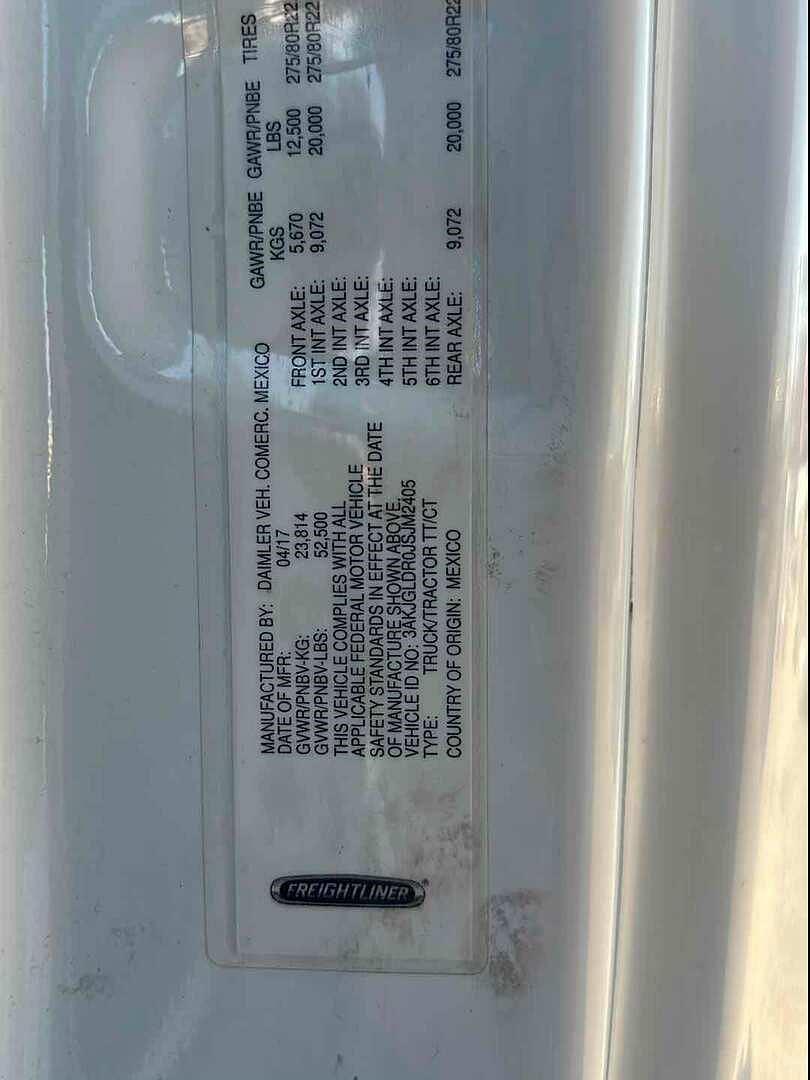 FREIGHTLINER
MANUFACTURED BY: DAIMLER VEH. COMERC. MEXICO
DATE OF MFR: 04/17
GVWR/PNBV-KG: 23,814
GVWR/PNBV-LBS: 52,500
THIS VEHICLE COMPLIES WITH ALL
APPLICABLE FEDERAL MOTOR VEHICLE
SAFETY STANDARDS IN EFFECT AT THE DATE
OF MANUFACTURE SHOWN ABOVE.
VEHICLE ID NO: 3AKJGLDR0JSJM2405
TYPE: TRUCK/TRACTOR TT/CT
COUNTRY OF ORIGIN: MEXICO
GAWR/PNBE GAWR/PNBE TIRES
KGS LBS
FRONT AXLE: 5,670 12,500 275/80R22
1ST INT AXLE: 9,072 20,000 275/80R22
2ND INT AXLE:
3RD INT AXLE:
4TH INT AXLE:
5TH INT AXLE:
6TH INT AXLE:
REAR AXLE: 9,072 20,000 275/80R22